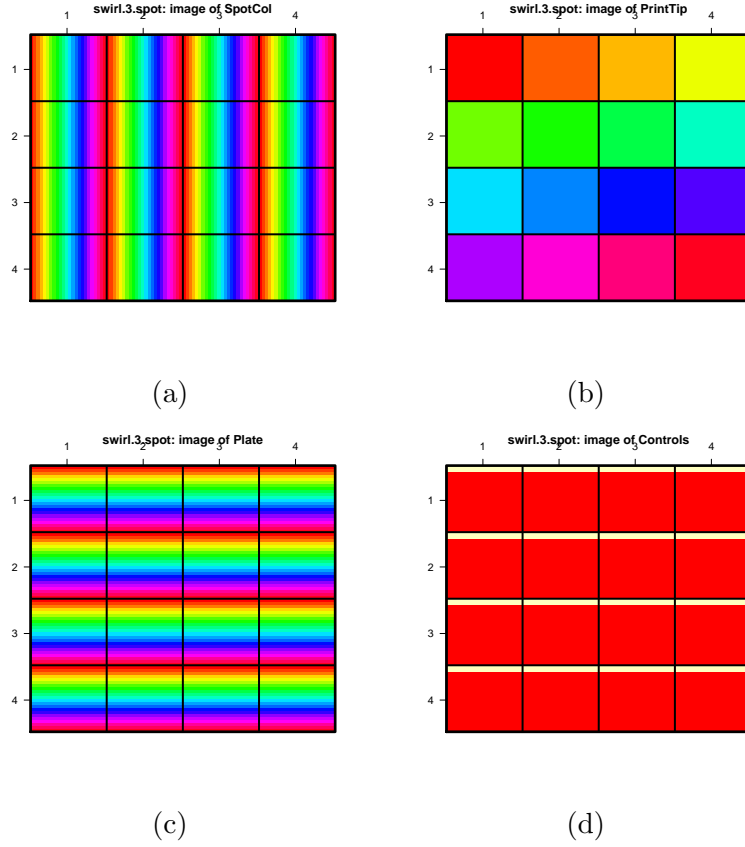 swirl.3.spot: image of SpotCol
1 2 3 4
1
2
3
4
(a)
swirl.3.spot: image of PrintTip
1 2 3 4
1
2
3
4
(b)
swirl.3.spot: image of Plate
1 2 3 4
1
2
3
4
(c)
swirl.3.spot: image of Controls
1 2 3 4
1
2
3
4
(d)